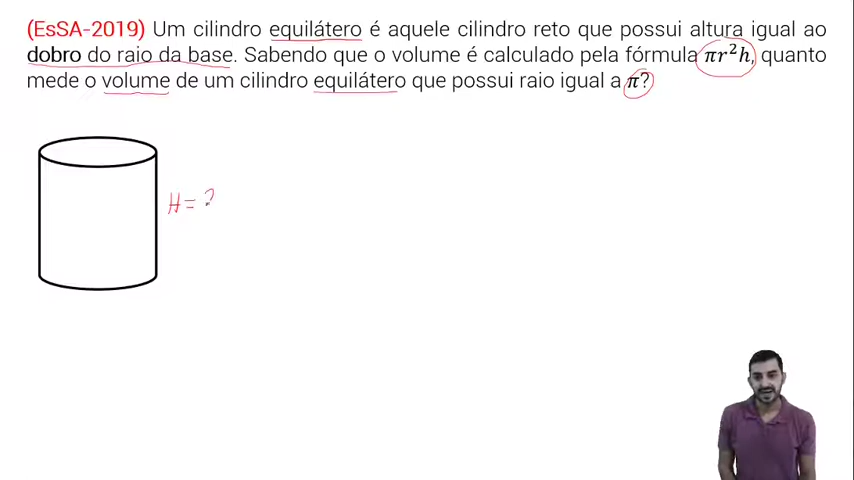 (EsSA-2019) Um cilindro equilátero é aquele cilindro reto que possui altura igual ao
dobro do raio da base. Sabendo que o volume é calculado pela fórmula πr²h, quanto
mede o volume de um cilindro equilátero que possui raio igual a π?
H = ?